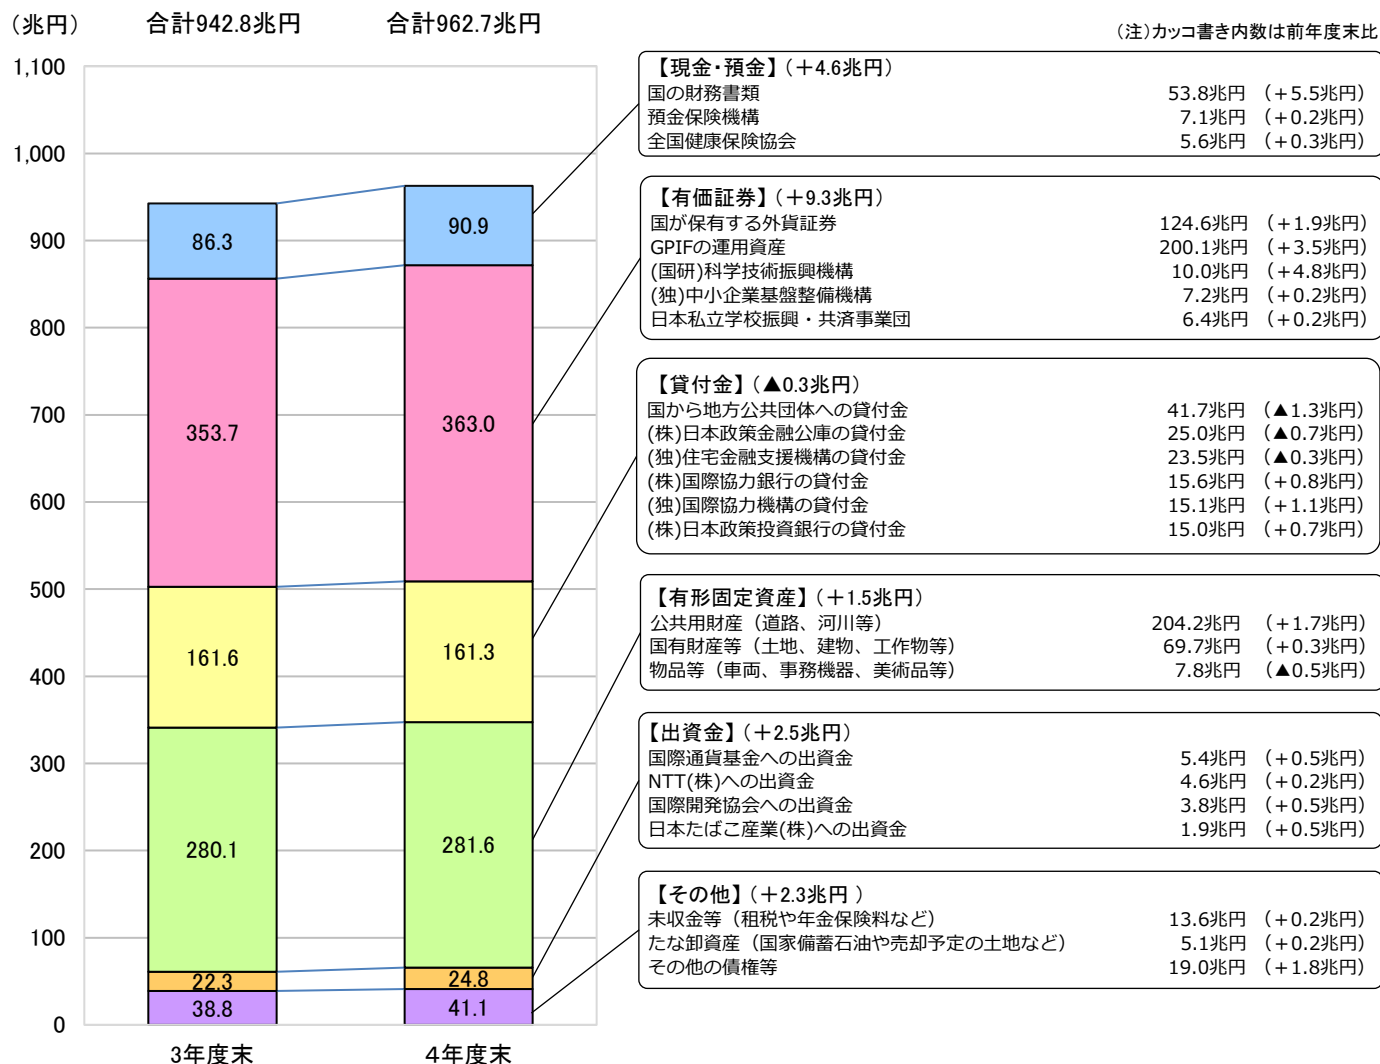 （兆円）
合計942.8兆円
合計962.7兆円
（注）カッコ書き内数は前年度末比
1,100
1,000
900
800
700
600
500
400
300
200
100
0
86.3
353.7
161.6
280.1
22.3
38.8
3年度末
90.9
363.0
161.3
281.6
24.8
41.1
4年度末
【現金・預金】（＋4.6兆円）
国の財務書類 53.8兆円 （＋5.5兆円）
預金保険機構 7.1兆円 （＋0.2兆円）
全国健康保険協会 5.6兆円 （＋0.3兆円）
【有価証券】（＋9.3兆円）
国が保有する外貨証券 124.6兆円 （＋1.9兆円）
GPIFの運用資産 200.1兆円 （＋3.5兆円）
(国研)科学技術振興機構 10.0兆円 （＋4.8兆円）
(独)中小企業基盤整備機構 7.2兆円 （＋0.2兆円）
日本私立学校振興・共済事業団 6.4兆円 （＋0.2兆円）
【貸付金】（▲0.3兆円）
国から地方公共団体への貸付金 41.7兆円 （▲1.3兆円）
(株)日本政策金融公庫の貸付金 25.0兆円 （▲0.7兆円）
(独)住宅金融支援機構の貸付金 23.5兆円 （▲0.3兆円）
(株)国際協力銀行の貸付金 15.6兆円 （＋0.8兆円）
(独)国際協力機構の貸付金 15.1兆円 （＋1.1兆円）
(株)日本政策投資銀行の貸付金 15.0兆円 （＋0.7兆円）
【有形固定資産】（＋1.5兆円）
公共用財産（道路、河川等） 204.2兆円 （＋1.7兆円）
国有財産等（土地、建物、工作物等） 69.7兆円 （＋0.3兆円）
物品等（車両、事務機器、美術品等） 7.8兆円 （▲0.5兆円）
【出資金】（＋2.5兆円）
国際通貨基金への出資金 5.4兆円 （＋0.5兆円）
NTT(株)への出資金 4.6兆円 （＋0.2兆円）
国際開発協会への出資金 3.8兆円 （＋0.5兆円）
日本たばこ産業(株)への出資金 1.9兆円 （＋0.5兆円）
【その他】（＋2.3兆円 ）
未収金等（租税や年金保険料など） 13.6兆円 （＋0.2兆円）
たな卸資産（国家備蓄石油や売却予定の土地など） 5.1兆円 （＋0.2兆円）
その他の債権等 19.0兆円 （＋1.8兆円）